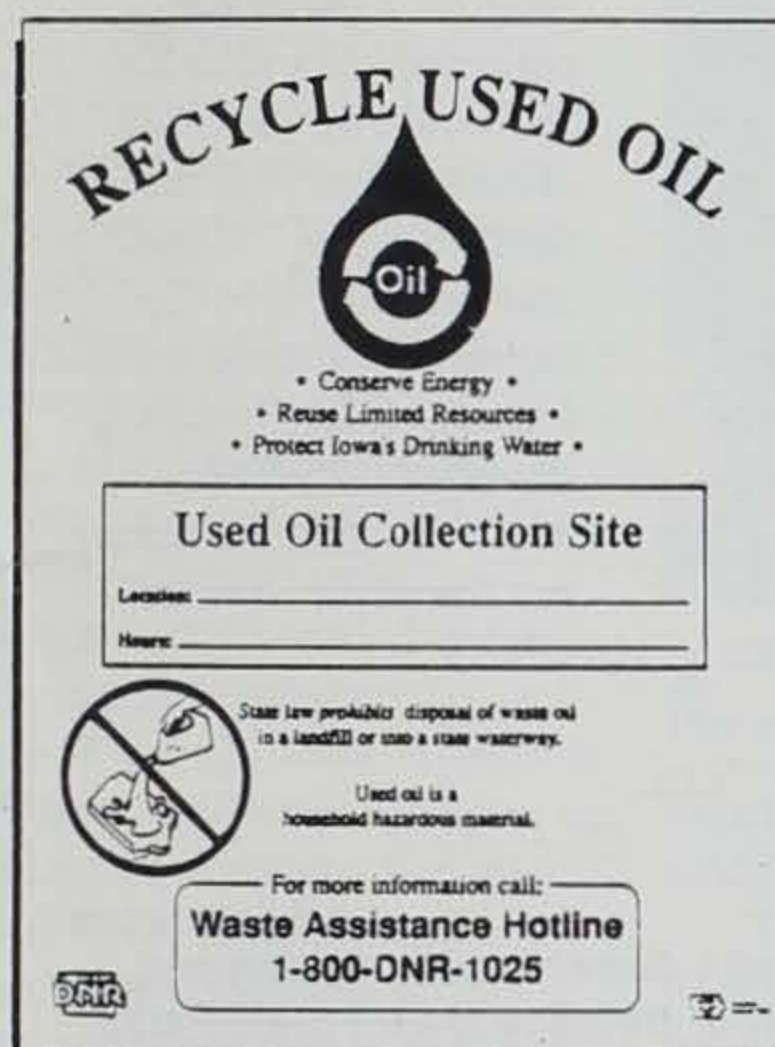 RECYCLE USED OIL
Oil
• Conserve Energy •
• Reuse Limited Resources •
• Protect Iowa's Drinking Water •
Used Oil Collection Site
Location:
Hours:
State law prohibits disposal of waste oil
in a landfill or into a state waterway.
Used oil is a
household hazardous material.
For more information call:
Waste Assistance Hotline
1-800-DNR-1025
DNR